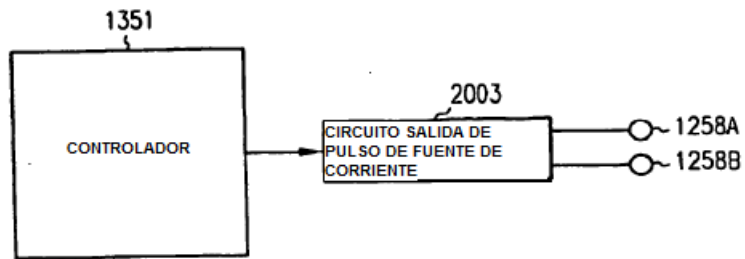 1351
CONTROLADOR
2003
CIRCUITO SALIDA DE
PULSO DE FUENTE DE
CORRIENTE
1258A
1258B